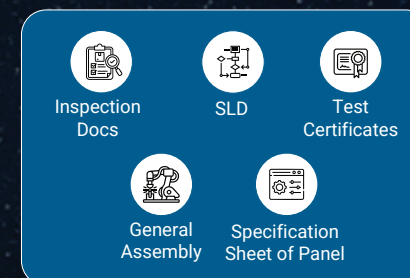 Inspection
Docs
SLD
Test
Certificates
General
Assembly
Specification
Sheet of Panel